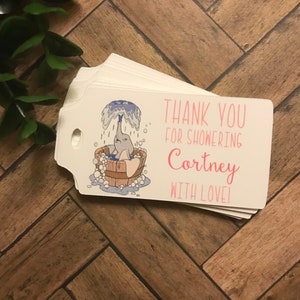 THANK YOU
FOR SHOWERING
Cortney
WITH LOVE!